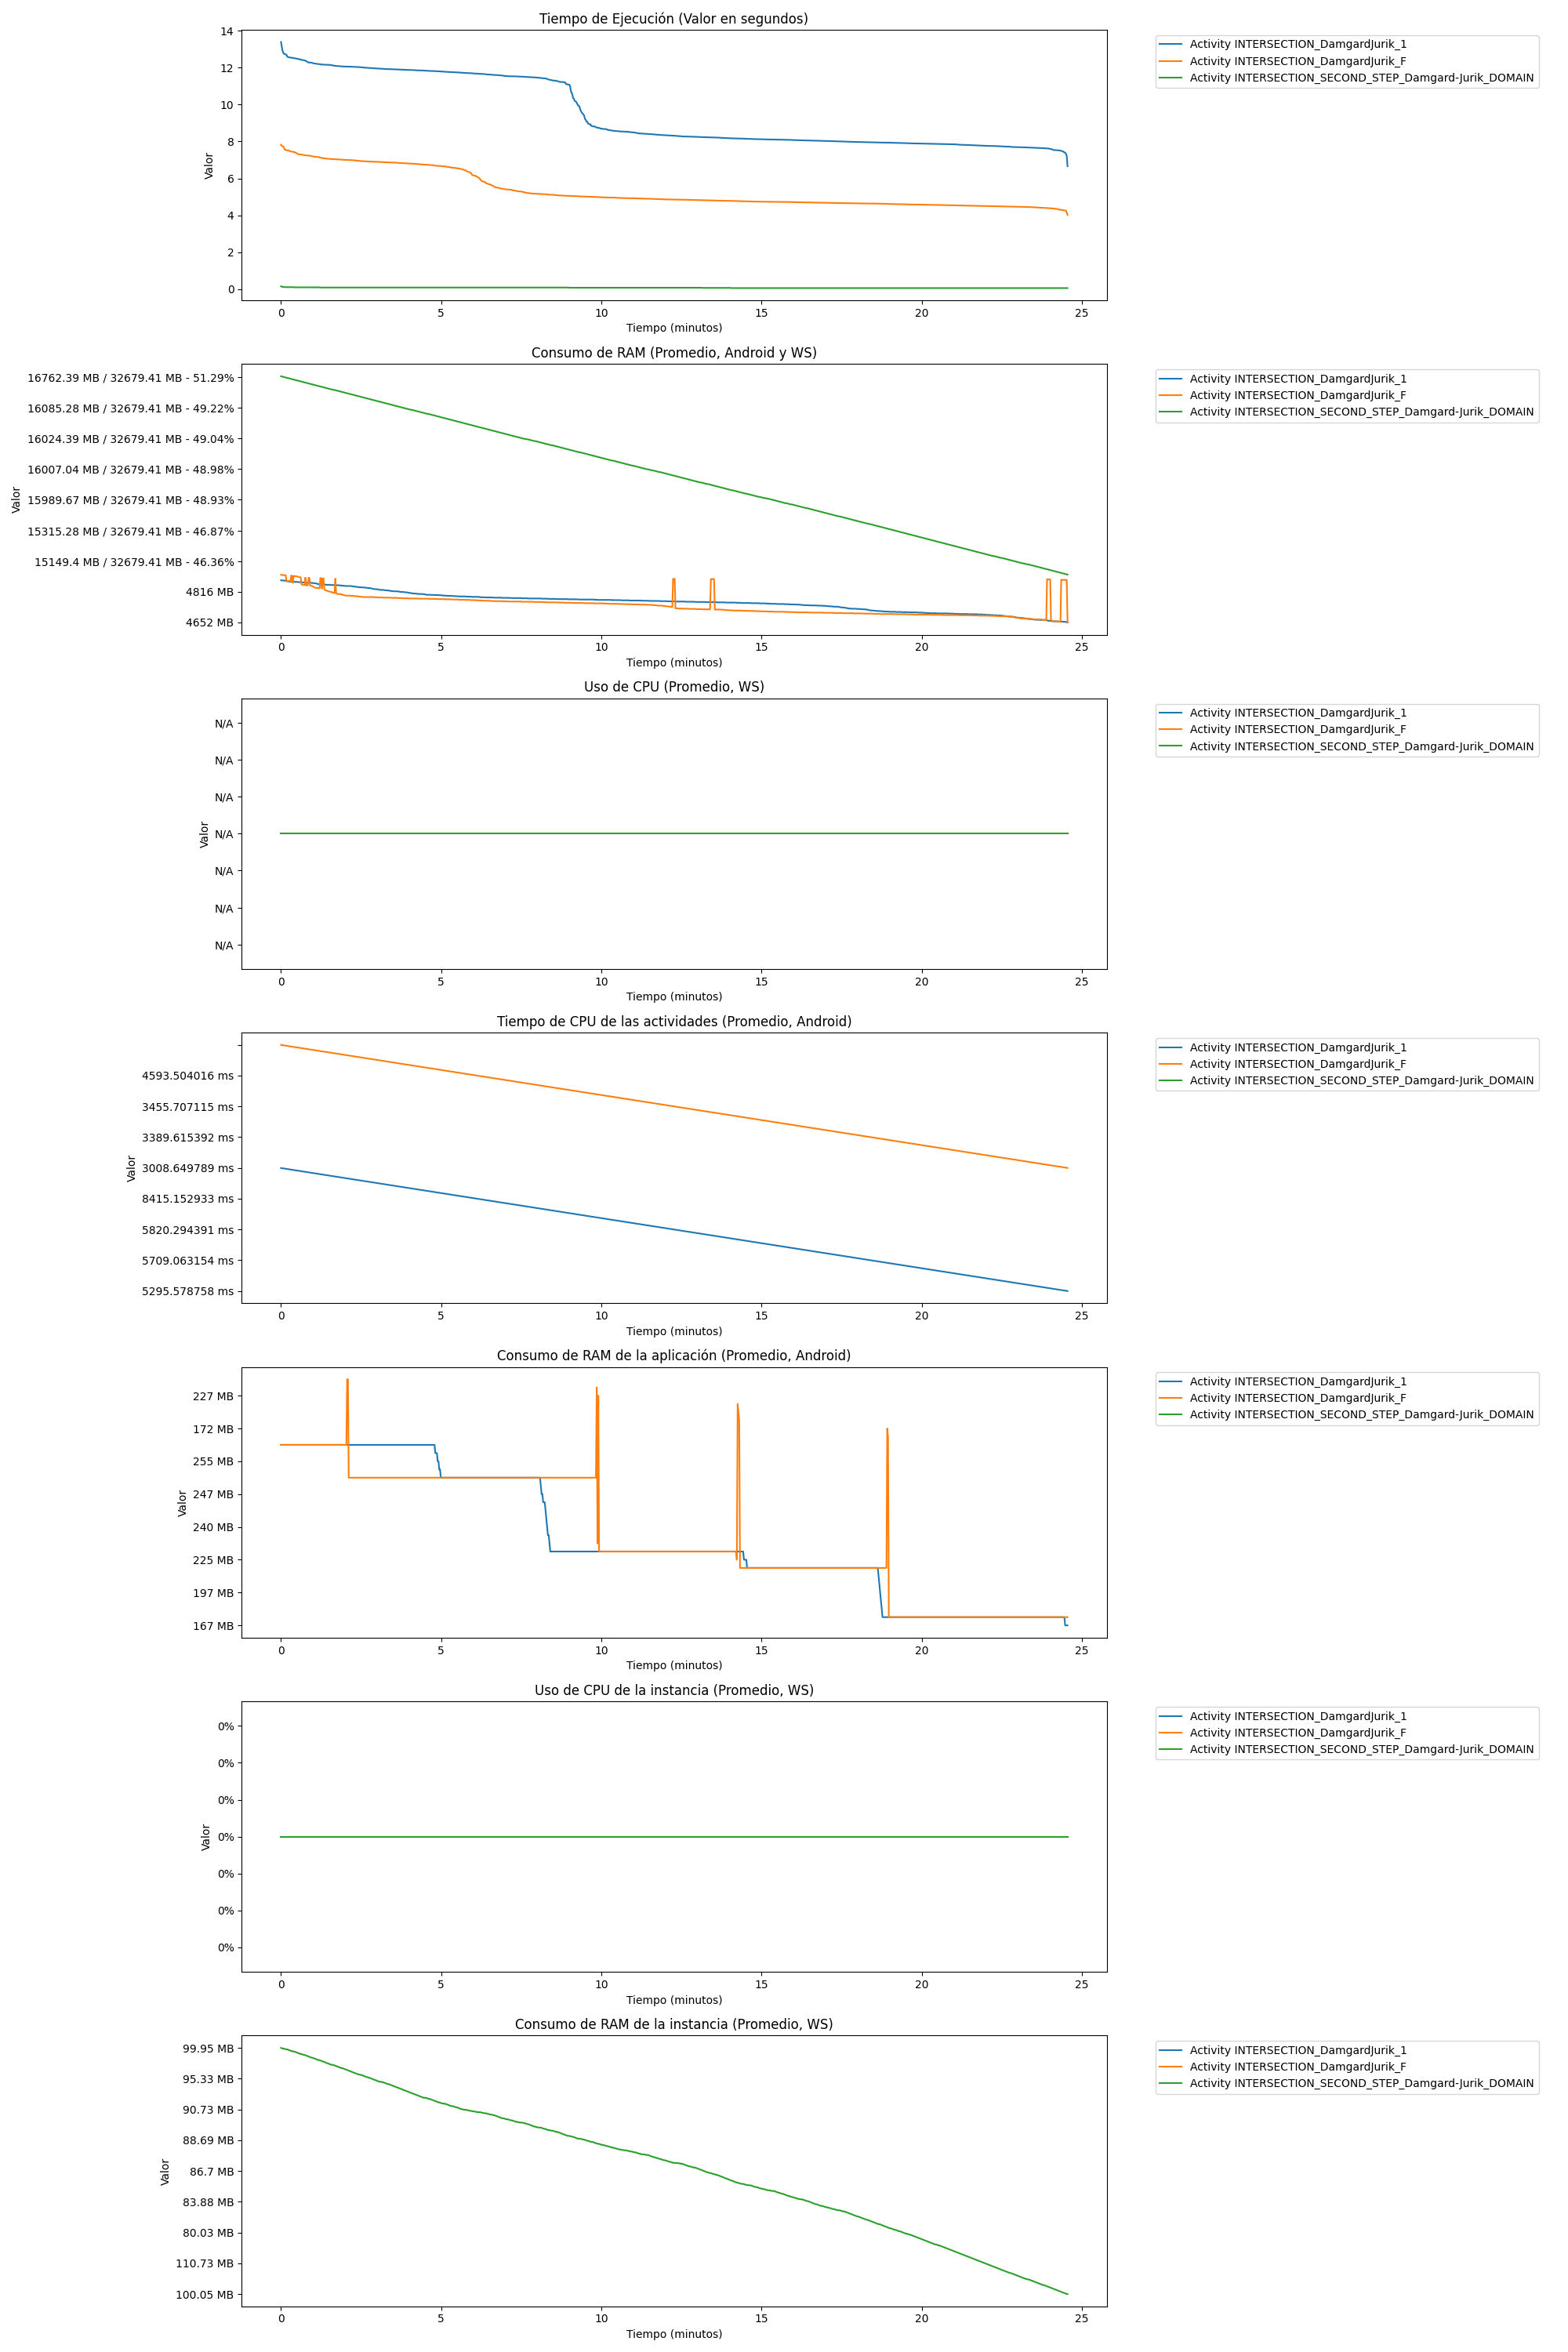 Tiempo de Ejecución (Valor en segundos)
14
12
10
8
6
4
2
0
Valor
0 5 10 15 20 25
Tiempo (minutos)
Activity INTERSECTION_DamgardJurik_1
Activity INTERSECTION_DamgardJurik_F
Activity INTERSECTION_SECOND_STEP_Damgard-Jurik_DOMAIN
Consumo de RAM (Promedio, Android y WS)
16762.39 MB / 32679.41 MB - 51.29%
16085.28 MB / 32679.41 MB - 49.22%
16024.39 MB / 32679.41 MB - 49.04%
16007.04 MB / 32679.41 MB - 48.98%
15989.67 MB / 32679.41 MB - 48.93%
15315.28 MB / 32679.41 MB - 46.87%
15149.4 MB / 32679.41 MB - 46.36%
4816 MB
4652 MB
Valor
0 5 10 15 20 25
Tiempo (minutos)
Activity INTERSECTION_DamgardJurik_1
Activity INTERSECTION_DamgardJurik_F
Activity INTERSECTION_SECOND_STEP_Damgard-Jurik_DOMAIN
Uso de CPU (Promedio, WS)
N/A
N/A
N/A
N/A
N/A
N/A
N/A
Valor
0 5 10 15 20 25
Tiempo (minutos)
Activity INTERSECTION_DamgardJurik_1
Activity INTERSECTION_DamgardJurik_F
Activity INTERSECTION_SECOND_STEP_Damgard-Jurik_DOMAIN
Tiempo de CPU de las actividades (Promedio, Android)
4593.504016 ms
3455.707115 ms
3389.615392 ms
3008.649789 ms
8415.152933 ms
5820.294391 ms
5709.063154 ms
5295.578758 ms
Valor
0 5 10 15 20 25
Tiempo (minutos)
Activity INTERSECTION_DamgardJurik_1
Activity INTERSECTION_DamgardJurik_F
Activity INTERSECTION_SECOND_STEP_Damgard-Jurik_DOMAIN
Consumo de RAM de la aplicación (Promedio, Android)
227 MB
172 MB
255 MB
247 MB
240 MB
225 MB
197 MB
167 MB
Valor
0 5 10 15 20 25
Tiempo (minutos)
Activity INTERSECTION_DamgardJurik_1
Activity INTERSECTION_DamgardJurik_F
Activity INTERSECTION_SECOND_STEP_Damgard-Jurik_DOMAIN
Uso de CPU de la instancia (Promedio, WS)
0%
0%
0%
0%
0%
0%
0%
Valor
0 5 10 15 20 25
Tiempo (minutos)
Activity INTERSECTION_DamgardJurik_1
Activity INTERSECTION_DamgardJurik_F
Activity INTERSECTION_SECOND_STEP_Damgard-Jurik_DOMAIN
Consumo de RAM de la instancia (Promedio, WS)
99.95 MB
95.33 MB
90.73 MB
88.69 MB
86.7 MB
83.88 MB
80.03 MB
110.73 MB
100.05 MB
Valor
0 5 10 15 20 25
Tiempo (minutos)
Activity INTERSECTION_DamgardJurik_1
Activity INTERSECTION_DamgardJurik_F
Activity INTERSECTION_SECOND_STEP_Damgard-Jurik_DOMAIN